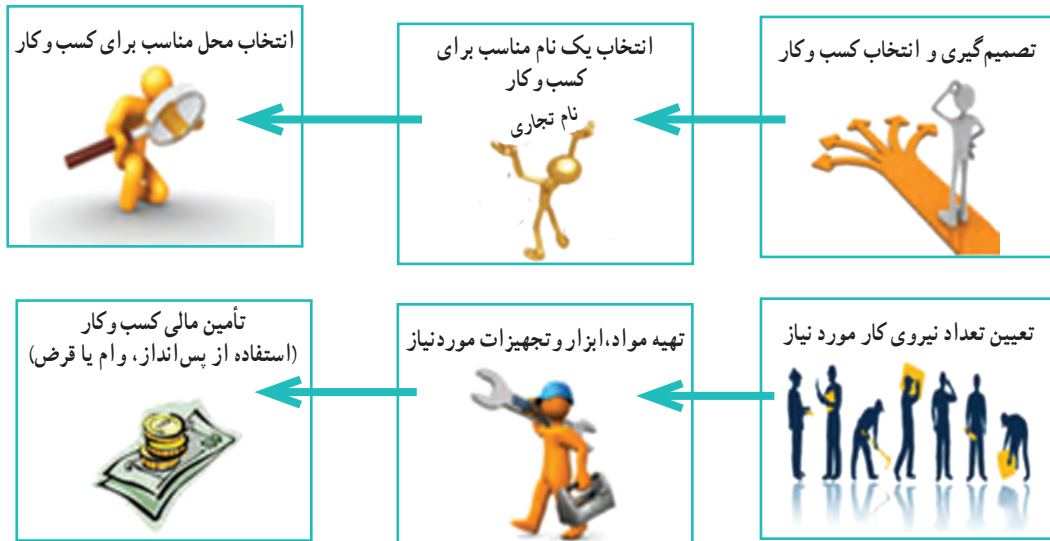 تصمیم‌گیری و انتخاب کسب و کار
انتخاب یک نام مناسب برای
کسب و کار
نام تجاری
انتخاب محل مناسب برای کسب و کار
تعیین تعداد نیروی کار مورد نیاز
تهیه مواد،ابزار و تجهیزات موردنیاز
تأمین مالی کسب و کار
(استفاده از پس‌انداز، وام یا قرض)